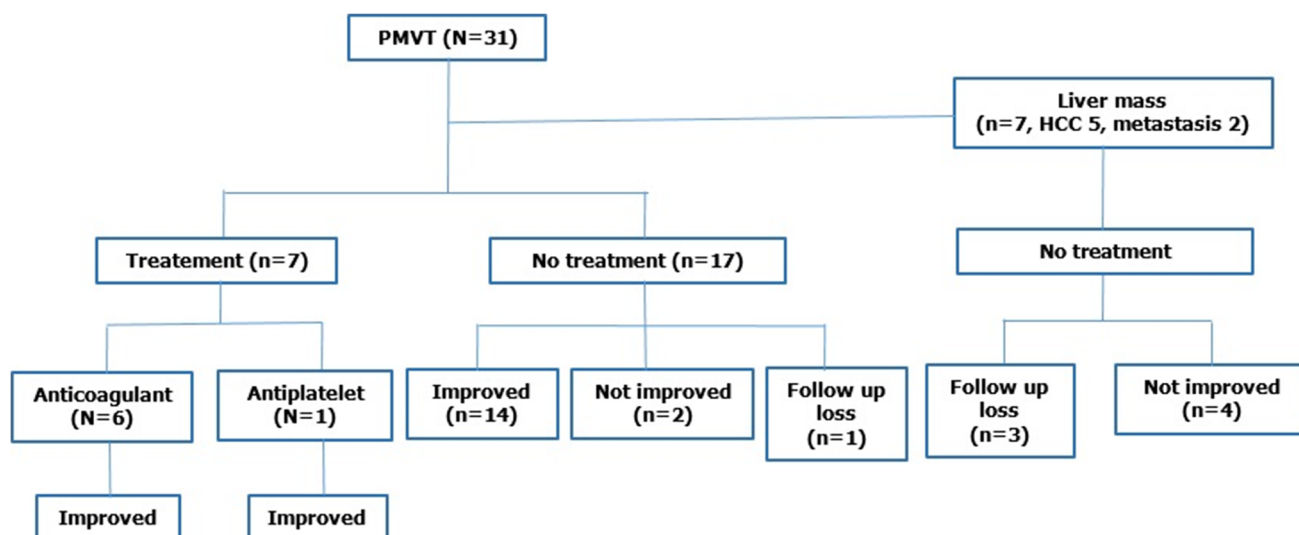 PMVT (N=31)
Liver mass
(n=7, HCC 5, metastasis 2)
Treatement (n=7)
No treatment (n=17)
No treatment
Anticoagulant
(N=6)
Antiplatelet
(N=1)
Improved
(n=14)
Not improved
(n=2)
Follow up
loss
(n=1)
Follow up
loss
(n=3)
Not improved
(n=4)
Improved
Improved